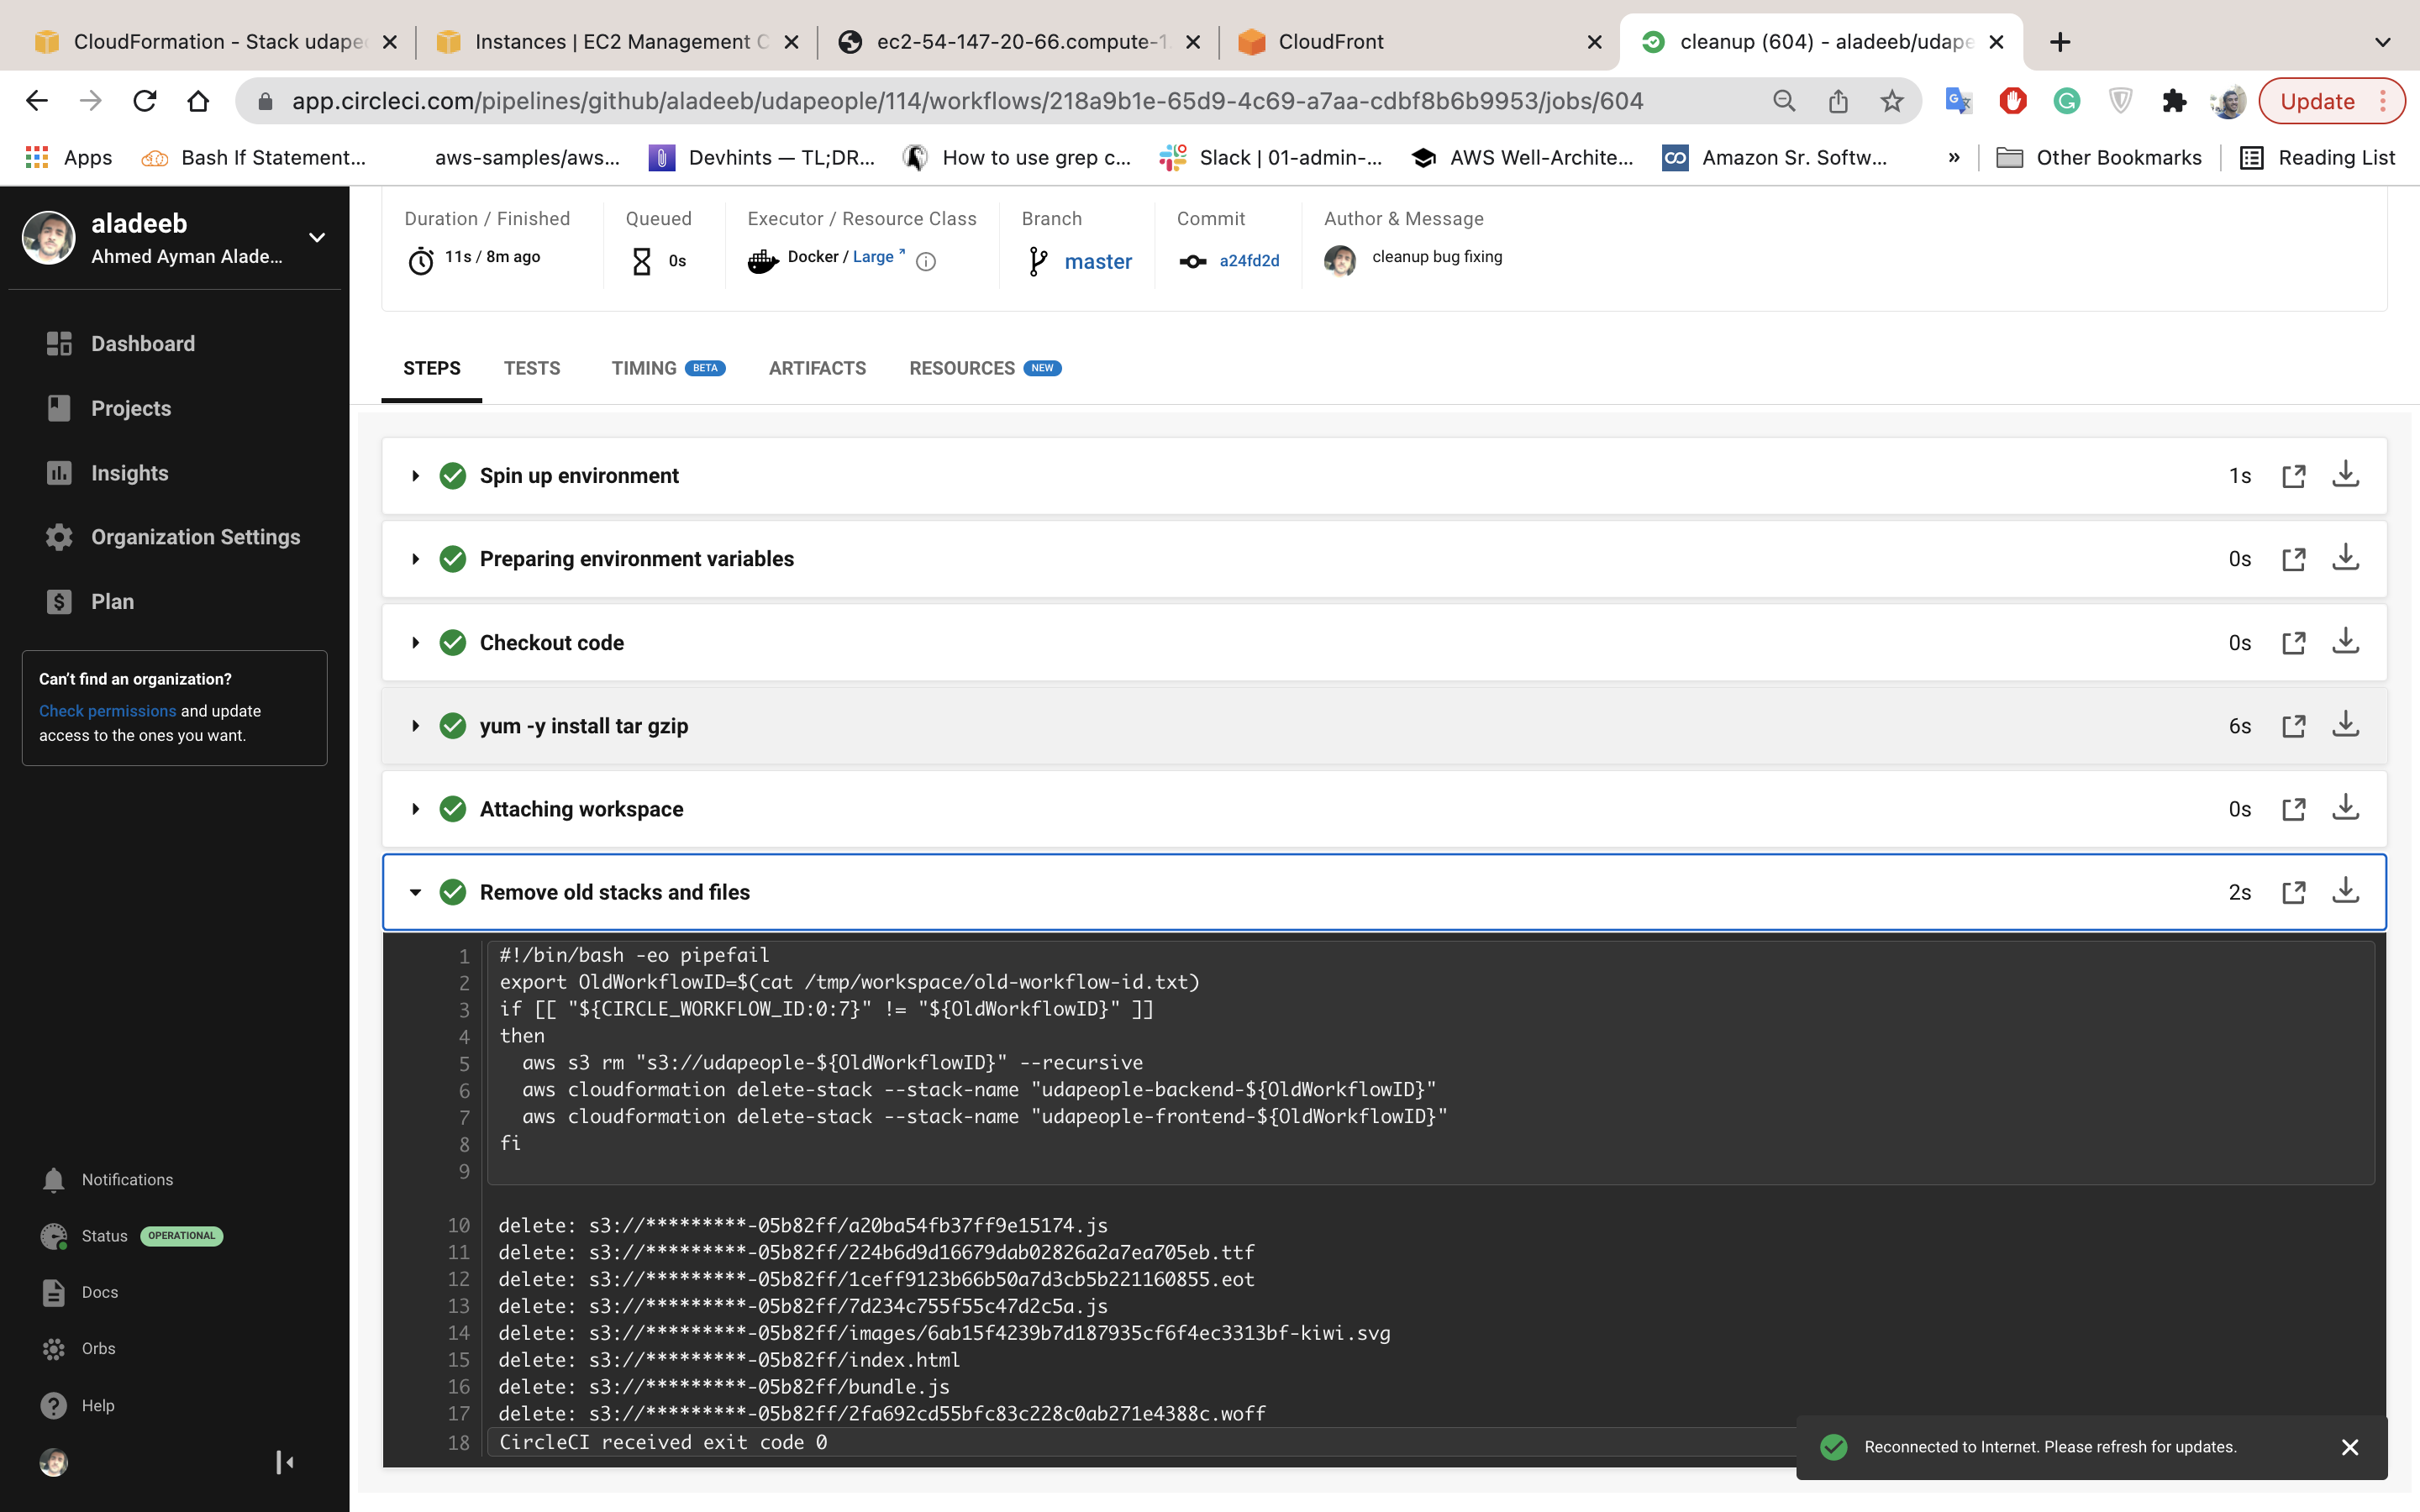 CloudFormation - Stack udape
Instances | EC2 Management C
ec2-54-147-20-66.compute-1.
CloudFront
cleanup (604) - aladeeb/udape
app.circleci.com/pipelines/github/aladeeb/udapeople/114/workflows/218a9b1e-65d9-4c69-a7aa-cdbf8b6b9953/jobs/604
Update
Apps
Bash If Statement...
aws-samples/aws...
Devhints — TL;DR...
How to use grep c...
Slack | 01-admin-...
AWS Well-Archite...
Amazon Sr. Softw...
»
Other Bookmarks
Reading List
aladeeb
Ahmed Ayman Alade...
Dashboard
Projects
Insights
Organization Settings
Plan
Can't find an organization?
Check permissions and update
access to the ones you want.
Notifications
Status OPERATIONAL
Docs
Orbs
Help
Duration / Finished
11s / 8m ago
Queued
0s
Executor / Resource Class
Docker / Large
Branch
master
Commit
a24fd2d
Author & Message
cleanup bug fixing
STEPS
TESTS
TIMING BETA
ARTIFACTS
RESOURCES NEW
Spin up environment 1s
Preparing environment variables 0s
Checkout code 0s
yum -y install tar gzip 6s
Attaching workspace 0s
Remove old stacks and files 2s
1 #!/bin/bash -eo pipefail
2 export OldWorkflowID=$(cat /tmp/workspace/old-workflow-id.txt)
3 if [[ "${CIRCLE_WORKFLOW_ID:0:7}" != "${OldWorkflowID}" ]]
4 then
5   aws s3 rm "s3://udapeople-${OldWorkflowID}" --recursive
6   aws cloudformation delete-stack --stack-name "udapeople-backend-${OldWorkflowID}"
7   aws cloudformation delete-stack --stack-name "udapeople-frontend-${OldWorkflowID}"
8 fi
9
10 delete: s3://*********-05b82ff/a20ba54fb37ff9e15174.js
11 delete: s3://*********-05b82ff/224b6d9d16679dab02826a2a7ea705eb.ttf
12 delete: s3://*********-05b82ff/1ceff9123b66b50a7d3cb5b221160855.eot
13 delete: s3://*********-05b82ff/7d234c755f55c47d2c5a.js
14 delete: s3://*********-05b82ff/images/6ab15f4239b7d187935cf6f4ec3313bf-kiwi.svg
15 delete: s3://*********-05b82ff/index.html
16 delete: s3://*********-05b82ff/bundle.js
17 delete: s3://*********-05b82ff/2fa692cd55bfc83c228c0ab271e4388c.woff
18 CircleCI received exit code 0
Reconnected to Internet. Please refresh for updates.